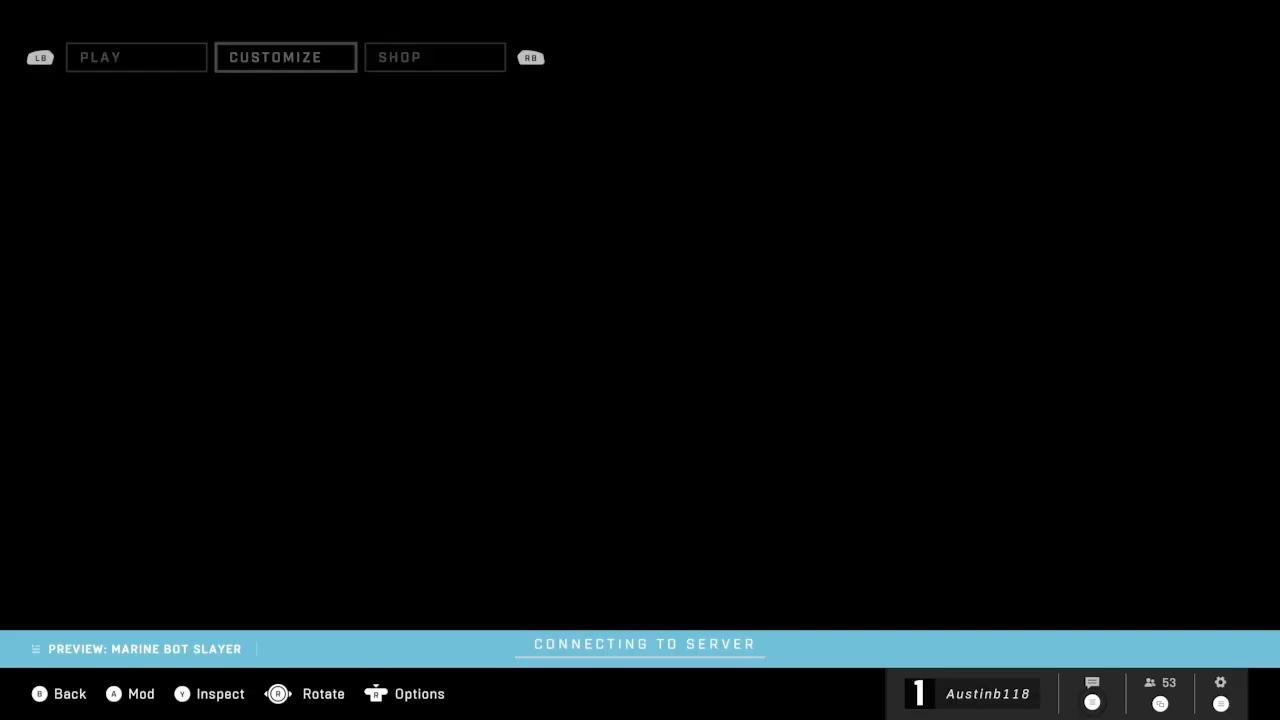 LB PLAY CUSTOMIZE SHOP RB
PREVIEW: MARINE BOT SLAYER
CONNECTING TO SERVER
B Back A Mod Y Inspect R Rotate R Options
1 Austinb118 53